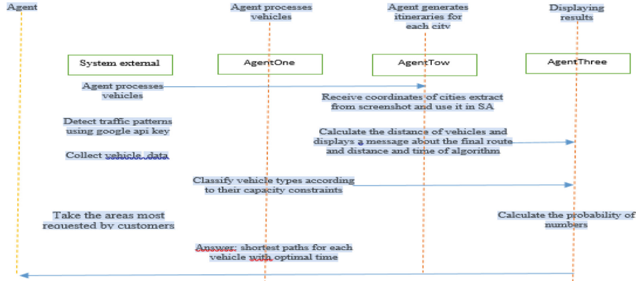 Agent
Agent processes
vehicles
Agent generates
itineraries for
each city
Displaying
results
System external
AgentOne
AgentTow
AgentThree
Agent processes
vehicles
Receive coordinates of cities extract
from screenshot and use it in SA
Detect traffic patterns
using google api key
Calculate the distance of vehicles and
displays a message about the final route
and distance and time of algorithm
Collect vehicle data
Classify vehicle types according
to their capacity constraints
Take the areas most
requested by customers
Calculate the probability of
numbers
Answer: shortest paths for each
vehicle with optimal time